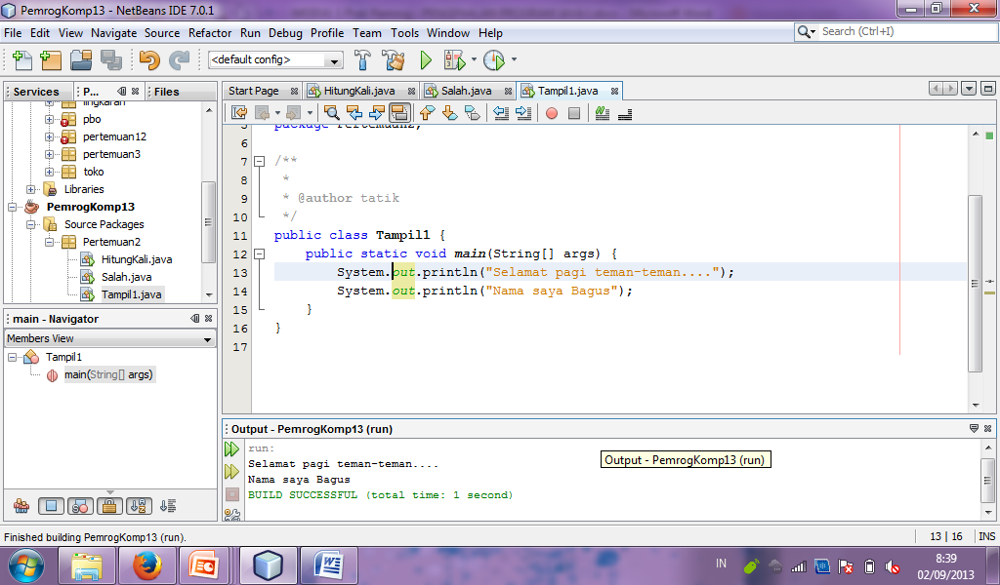 PemrogKomp13 - NetBeans IDE 7.0.1
File Edit View Navigate Source Refactor Run Debug Profile Team Tools Window Help
Search (Ctrl+I)
<default config>
Services P... Files
Start Page HitungKali.java Salah.java Tampil1.java
lingkaran
pbo
pertemuan12
pertemuan3
toko
Libraries
PemrogKomp13
Source Packages
Pertemuan2
HitungKali.java
Salah.java
Tampil1.java
5 package Pertemuan2;
6
7 /**
8 *
9 * @author tatik
10 */
11 public class Tampil1 {
12 public static void main(String[] args) {
13 System.out.println("Selamat pagi teman-teman....");
14 System.out.println("Nama saya Bagus");
15 }
16 }
17
main - Navigator
Members View
Tampil1
main(String[] args)
Output - PemrogKomp13 (run)
run:
Selamat pagi teman-teman....
Nama saya Bagus
BUILD SUCCESSFUL (total time: 1 second)
Output - PemrogKomp13 (run)
Finished building PemrogKomp13 (run).
13 | 16 INS
IN
8:39
02/09/2013